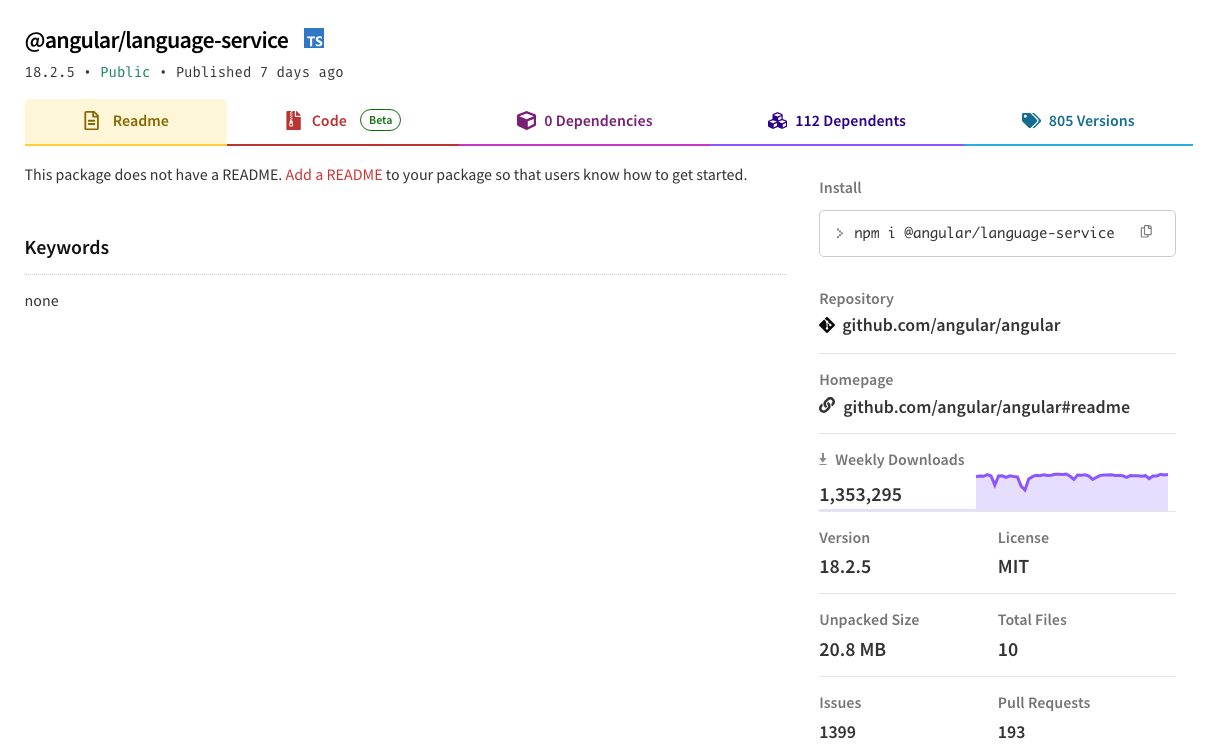 @angular/language-service TS
18.2.5 • Public • Published 7 days ago
Readme
Code Beta
0 Dependencies
112 Dependents
805 Versions
This package does not have a README. Add a README to your package so that users know how to get started.
Keywords
none
Install
> npm i @angular/language-service
Repository
github.com/angular/angular
Homepage
github.com/angular/angular#readme
Weekly Downloads
1,353,295
Version
18.2.5
License
MIT
Unpacked Size
20.8 MB
Total Files
10
Issues
1399
Pull Requests
193